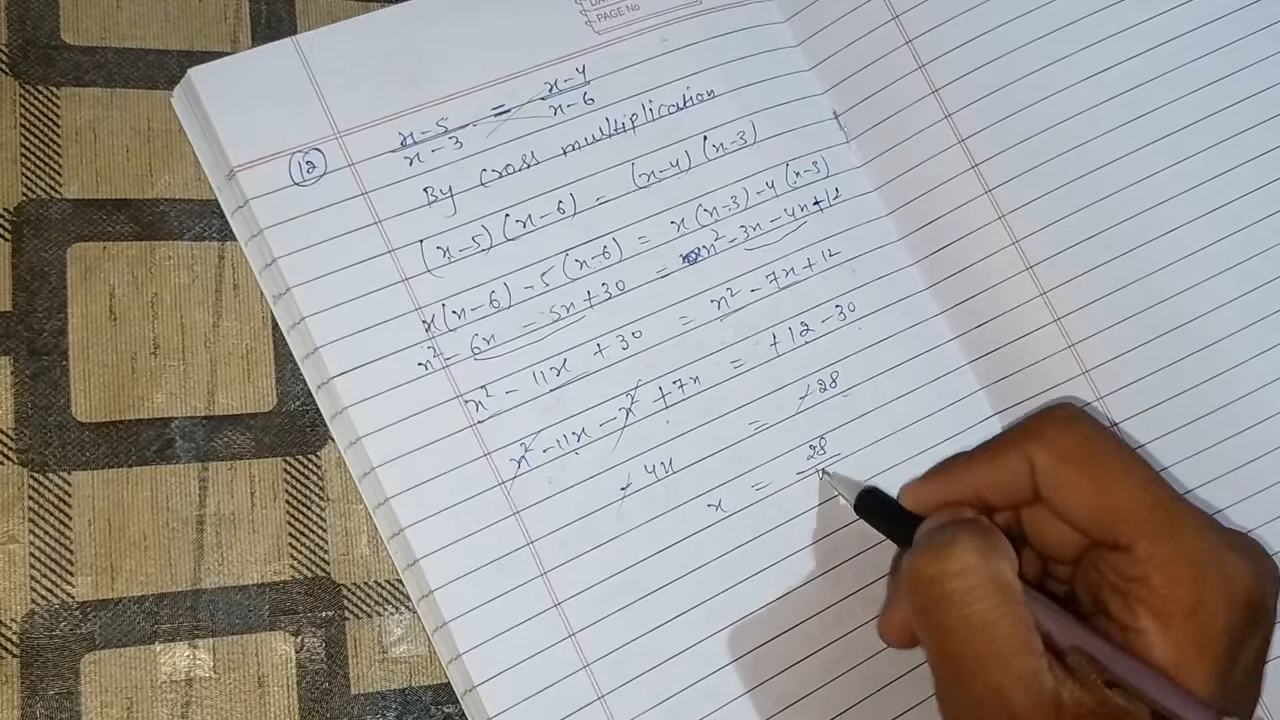 PAGE No
(12) x-5/x-3 = x-4/x-6
By cross multiplication
(x-5)(x-6) = (x-4)(x-3)
x(x-6)-5(x-6) = x(x-3)-4(x-3)
x²-6x-5x+30 = x²-3x-4x+12
x²-11x+30 = x²-7x+12
x²-11x-x²+7x = +12-30
-4x = -28
x = 28/